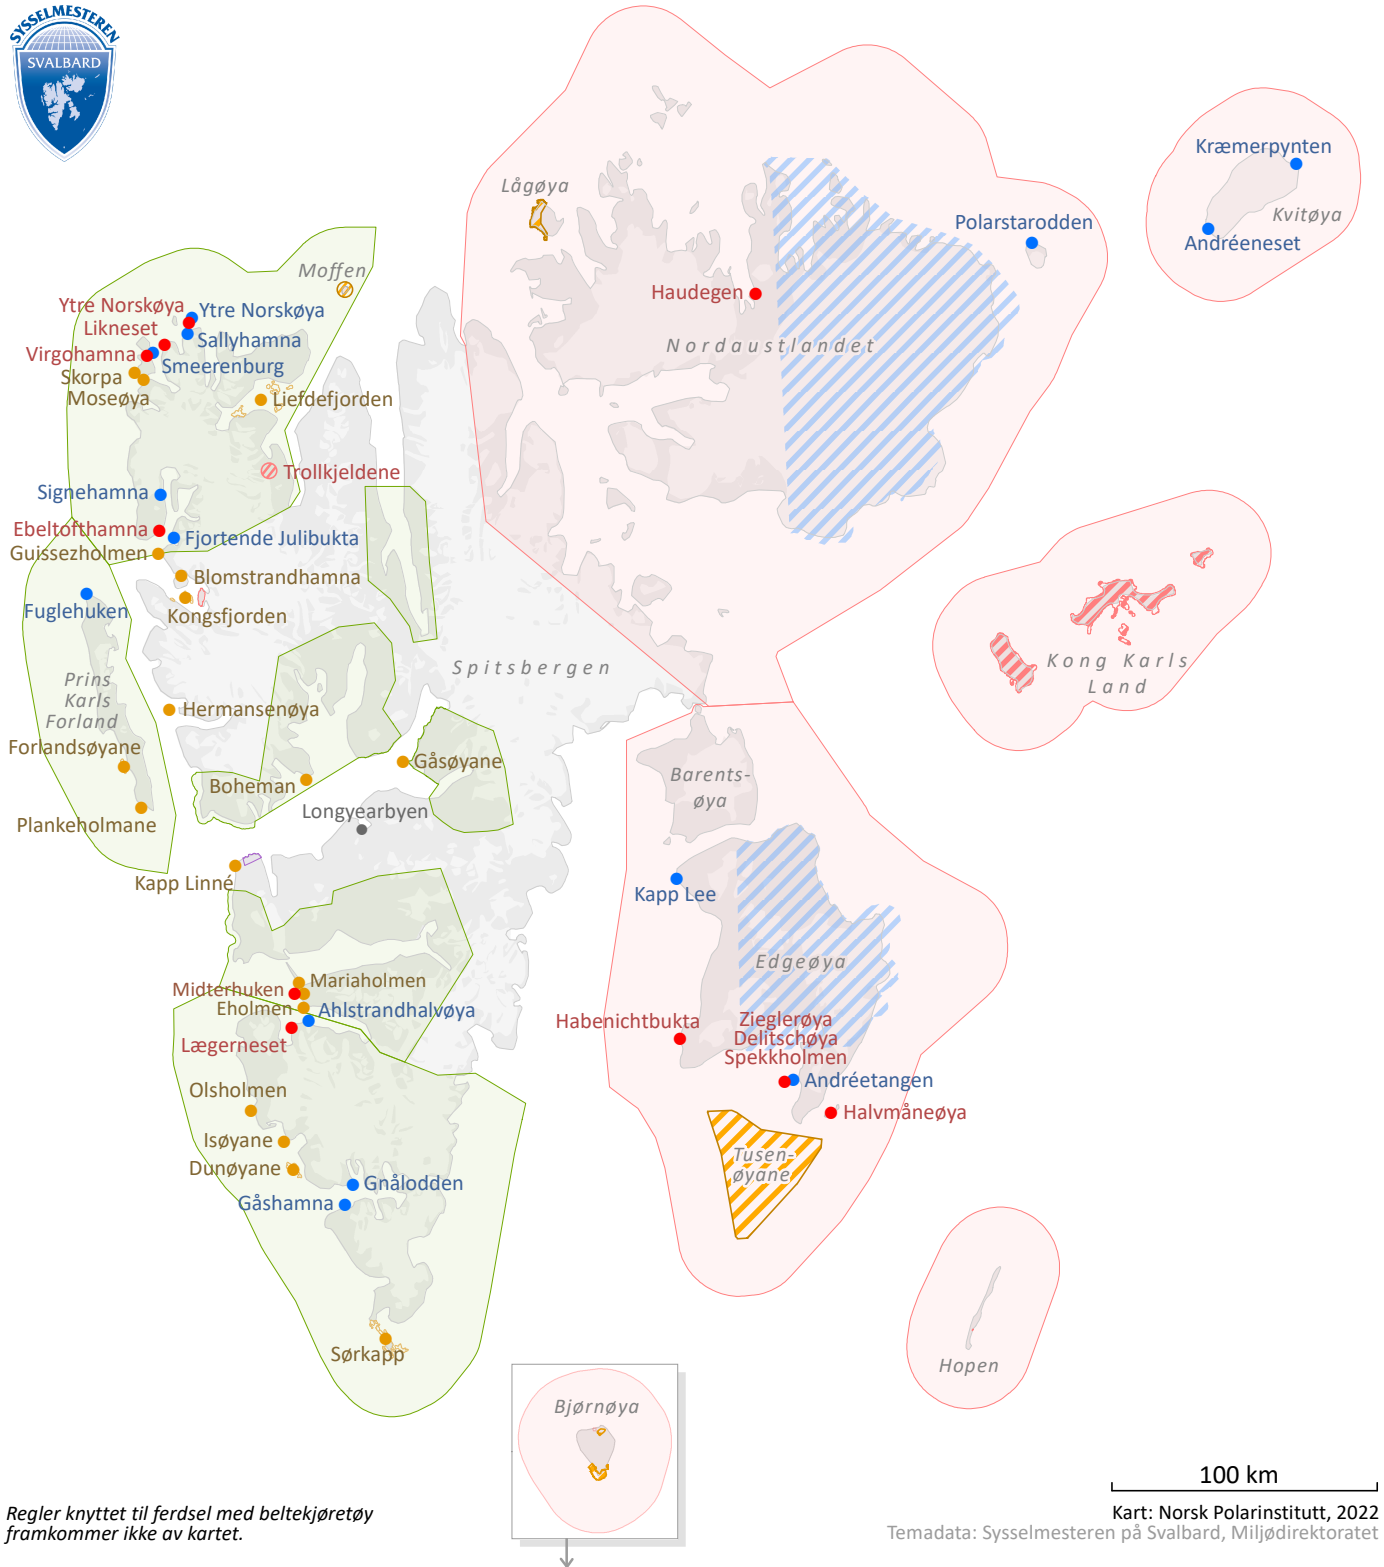 SYSSELMESTEREN
SVALBARD
Kræmerpynten
Kvitøya
Andréeneset
Lågøya
Polarstarodden
Moffen
Haudegen
Nordaustlandet
Ytre Norskøya
Ytre Norskøya
Likneset
Sallyhamna
Virgohamna
Smeerenburg
Skorpa
Moseøya
Liefdefjorden
Trollkjeldene
Signehamna
Ebeltofthamna
Fjortende Julibukta
Guissezholmen
Blomstrandhamna
Fuglehuken
Kongsfjorden
Spitsbergen
Kong Karls
Land
Prins
Karls
Forland
Hermansenøya
Forlandsøyane
Gåsøyane
Boheman
Barents-
øya
Longyearbyen
Plankeholmane
Kapp Linné
Kapp Lee
Edgeøya
Mariaholmen
Midterhuken
Eholmen
Ahlstrandhalvøya
Lægerneset
Habenichtbukta
Zieglerøya
Delitschøya
Spekkholmen
Andréetangen
Halvmåneøya
Olsholmen
Isøyane
Dunøyane
Tusen-
øyane
Gnålodden
Gåshamna
Sørkapp
Hopen
Bjørnøya
100 km
Regler knyttet til ferdsel med beltekjøretøy
framkommer ikke av kartet.
Kart: Norsk Polarinstitutt, 2022
Temadata: Sysselmesteren på Svalbard, Miljødirektoratet